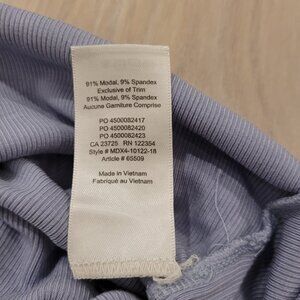 91% Modal, 9% Spandex
Exclusive of Trim
91% Modal, 9% Spandex
Aucune Garniture Comprise
PO 4500082417
PO 4500082420
PO 4500082423
CA 23725 RN 122354
Style # MDX4-10122-18
Article # 65509
Made in Vietnam
Fabriqué au Vietnam